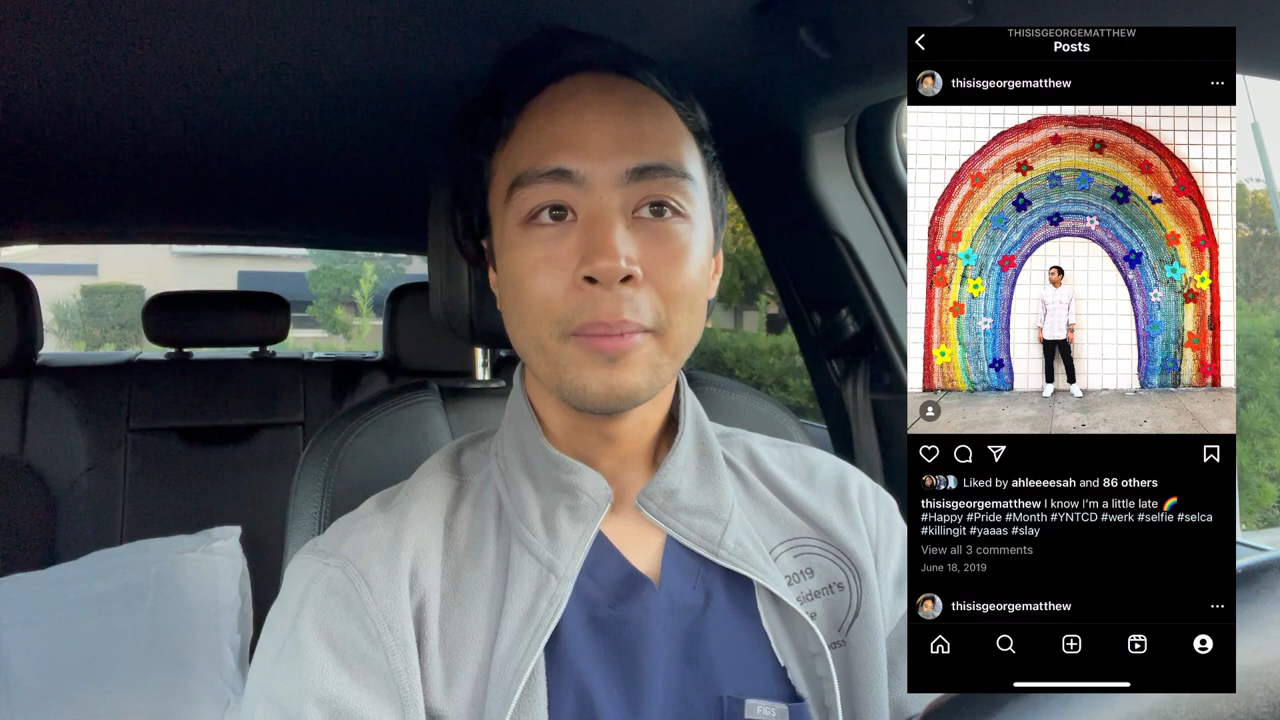 THISISGEORGEMATTHEW
Posts
thisisgeorgematthew
Liked by ahleeeesah and 86 others
thisisgeorgematthew I know I'm a little late 🌈
#Happy #Pride #Month #YNTCD #werk #selfie #selca
#killingit #yaaas #slay
View all 3 comments
June 18, 2019
thisisgeorgematthew
2019
sident's
FIGS